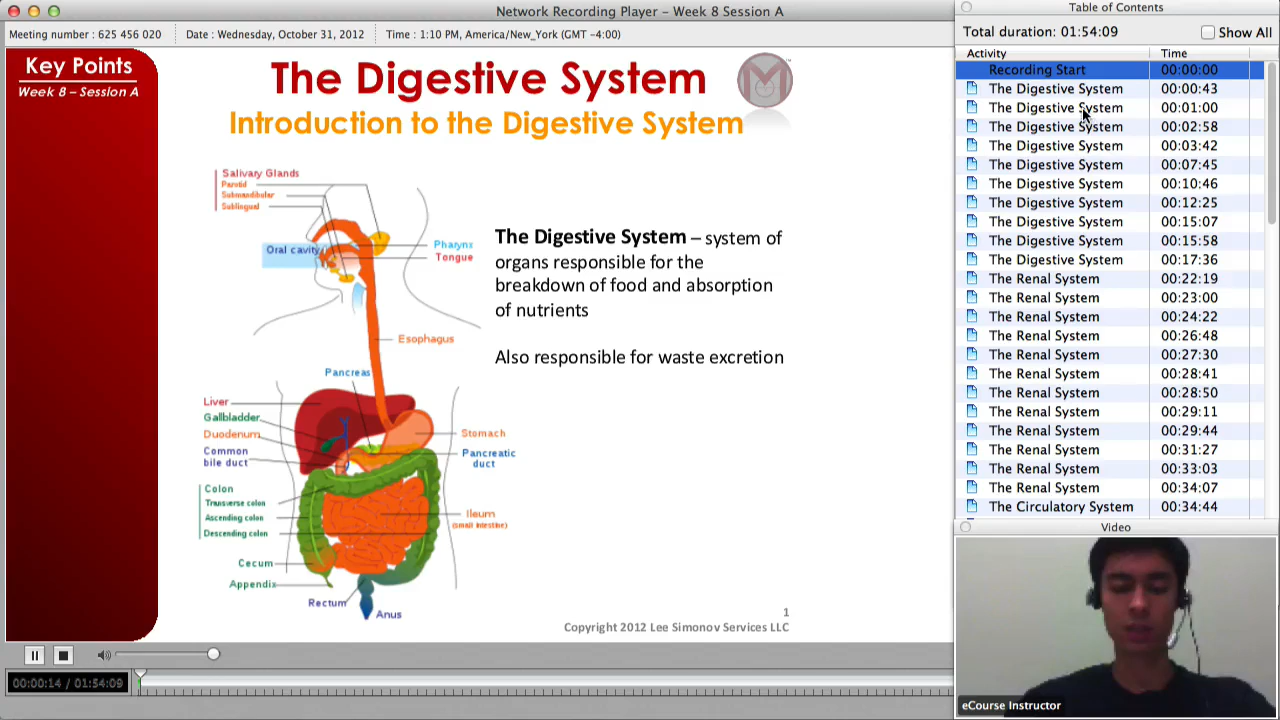 Network Recording Player – Week 8 Session A
Meeting number : 625 456 020
Date : Wednesday, October 31, 2012
Time : 1:10 PM, America/New_York (GMT -4:00)
Key Points
Week 8 – Session A
The Digestive System
Introduction to the Digestive System
Salivary Glands
Parotid
Submandibular
Sublingual
Oral cavity
Pharynx
Tongue
Esophagus
Pancreas
Liver
Gallbladder
Duodenum
Common
bile duct
Stomach
Pancreatic
duct
Colon
Transverse colon
Ascending colon
Descending colon
Ileum
(small intestine)
Cecum
Appendix
Rectum
Anus
The Digestive System – system of
organs responsible for the
breakdown of food and absorption
of nutrients
Also responsible for waste excretion
1
Copyright 2012 Lee Simonov Services LLC
00:00:14 / 01:54:09
Table of Contents
Total duration: 01:54:09
Show All
Activity Time
Recording Start 00:00:00
The Digestive System 00:00:43
The Digestive System 00:01:00
The Digestive System 00:02:58
The Digestive System 00:03:42
The Digestive System 00:07:45
The Digestive System 00:10:46
The Digestive System 00:12:25
The Digestive System 00:15:07
The Digestive System 00:15:58
The Digestive System 00:17:36
The Renal System 00:22:19
The Renal System 00:23:00
The Renal System 00:24:22
The Renal System 00:26:48
The Renal System 00:27:30
The Renal System 00:28:41
The Renal System 00:28:50
The Renal System 00:29:11
The Renal System 00:29:44
The Renal System 00:31:27
The Renal System 00:33:03
The Renal System 00:34:07
The Circulatory System 00:34:44
Video
eCourse Instructor